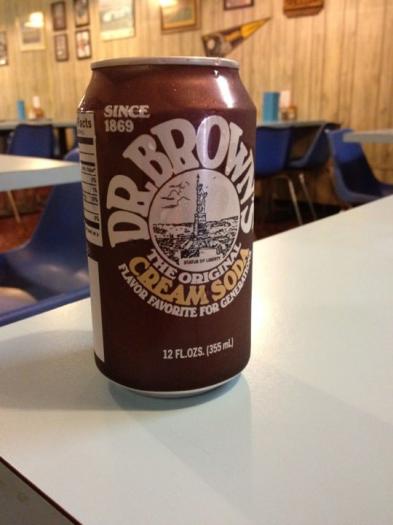 SINCE
1869
DR. BROWN'S
STATUE OF LIBERTY
THE ORIGINAL
CREAM SODA
FLAVOR FAVORITE FOR
12 FL.OZS. (355 mL)